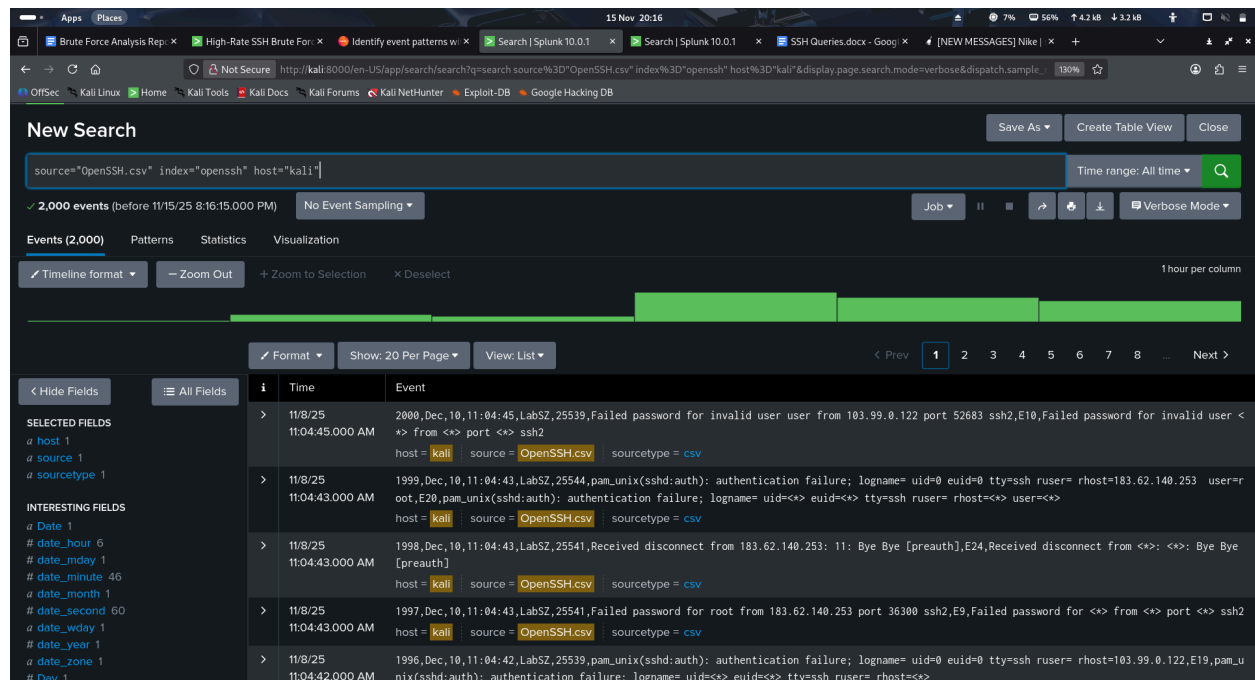 Apps Places 15 Nov 20:16 7% 56% 4.2 kB 3.2 kB
Brute Force Analysis Repo High-Rate SSH Brute Forc Identify event patterns wi Search | Splunk 10.0.1 Search | Splunk 10.0.1 SSH Queries.docx - Googl [NEW MESSAGES] Nike |
Not Secure http://kali:8000/en-US/app/search/search?q=search source%3D"OpenSSH.csv" index%3D"openssh" host%3D"kali"&display.page.search.mode=verbose&dispatch.sample_ 130%
OffSec Kali Linux Home Kali Tools Kali Docs Kali Forums Kali NetHunter Exploit-DB Google Hacking DB
New Search Save As Create Table View Close
source="OpenSSH.csv" index="openssh" host="kali" Time range: All time
✓ 2,000 events (before 11/15/25 8:16:15.000 PM) No Event Sampling Job Verbose Mode
Events (2,000) Patterns Statistics Visualization
Timeline format — Zoom Out + Zoom to Selection × Deselect 1 hour per column
Format Show: 20 Per Page View: List < Prev 1 2 3 4 5 6 7 8 ... Next >
< Hide Fields All Fields i Time Event
SELECTED FIELDS
a host 1
a source 1
a sourcetype 1
INTERESTING FIELDS
a Date 1
# date_hour 6
# date_mday 1
# date_minute 46
a date_month 1
# date_second 60
a date_wday 1
# date_year 1
a date_zone 1
# Day 1
> 11/8/25 2000,Dec,10,11:04:45,LabSZ,25539,Failed password for invalid user user from 103.99.0.122 port 52683 ssh2,E10,Failed password for invalid user <
11:04:45.000 AM *> from <*> port <*> ssh2
host = kali source = OpenSSH.csv sourcetype = csv
> 11/8/25 1999,Dec,10,11:04:43,LabSZ,25544,pam_unix(sshd:auth): authentication failure; logname= uid=0 euid=0 tty=ssh ruser= rhost=183.62.140.253  user=r
11:04:43.000 AM oot,E20,pam_unix(sshd:auth): authentication failure; logname= uid=<*> euid=<*> tty=ssh ruser= rhost=<*> user=<*>
host = kali source = OpenSSH.csv sourcetype = csv
> 11/8/25 1998,Dec,10,11:04:43,LabSZ,25541,Received disconnect from 183.62.140.253: 11: Bye Bye [preauth],E24,Received disconnect from <*>: <*>: Bye Bye
11:04:43.000 AM [preauth]
host = kali source = OpenSSH.csv sourcetype = csv
> 11/8/25 1997,Dec,10,11:04:43,LabSZ,25541,Failed password for root from 183.62.140.253 port 36300 ssh2,E9,Failed password for <*> from <*> port <*> ssh2
11:04:43.000 AM host = kali source = OpenSSH.csv sourcetype = csv
> 11/8/25 1996,Dec,10,11:04:42,LabSZ,25539,pam_unix(sshd:auth): authentication failure; logname= uid=0 euid=0 tty=ssh ruser= rhost=103.99.0.122,E19,pam_u
11:04:42.000 AM nix(sshd:auth): authentication failure; logname= uid=<*> euid=<*> tty=ssh ruser= rhost=<*>